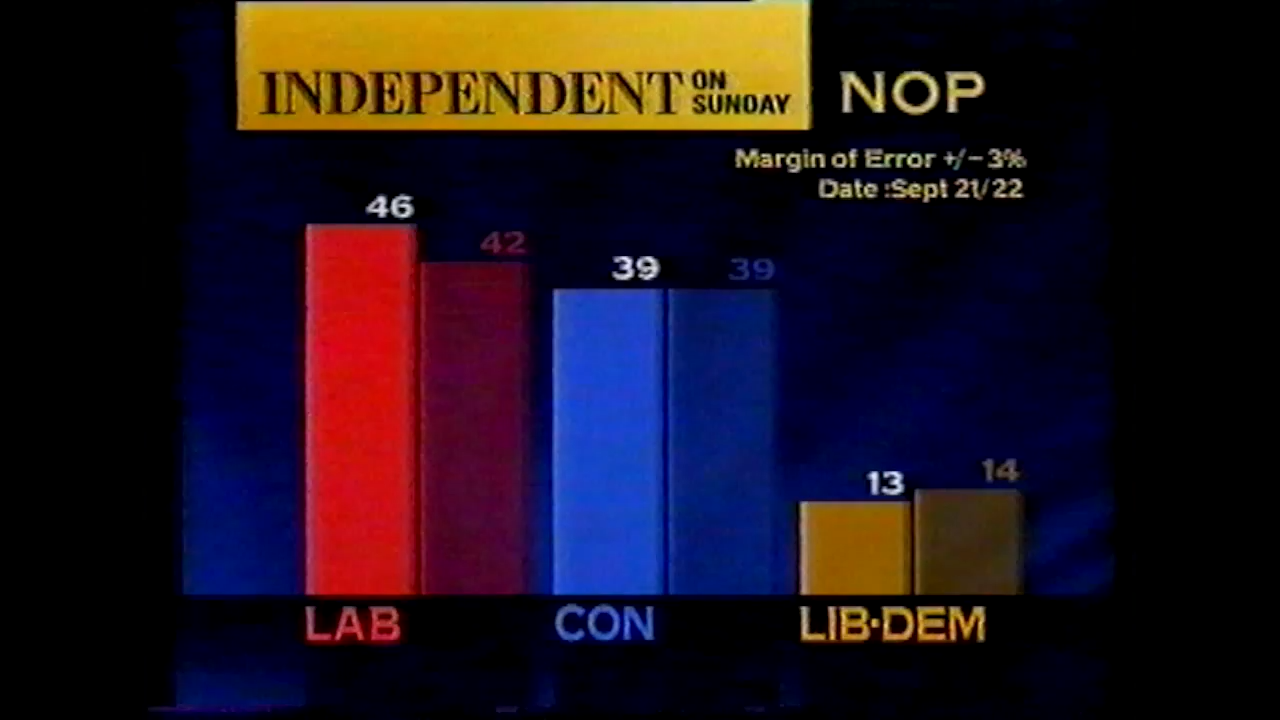 INDEPENDENT ON SUNDAY NOP
Margin of Error +/- 3%
Date :Sept 21/22
46 42 39 39 13 14
LAB CON LIB·DEM